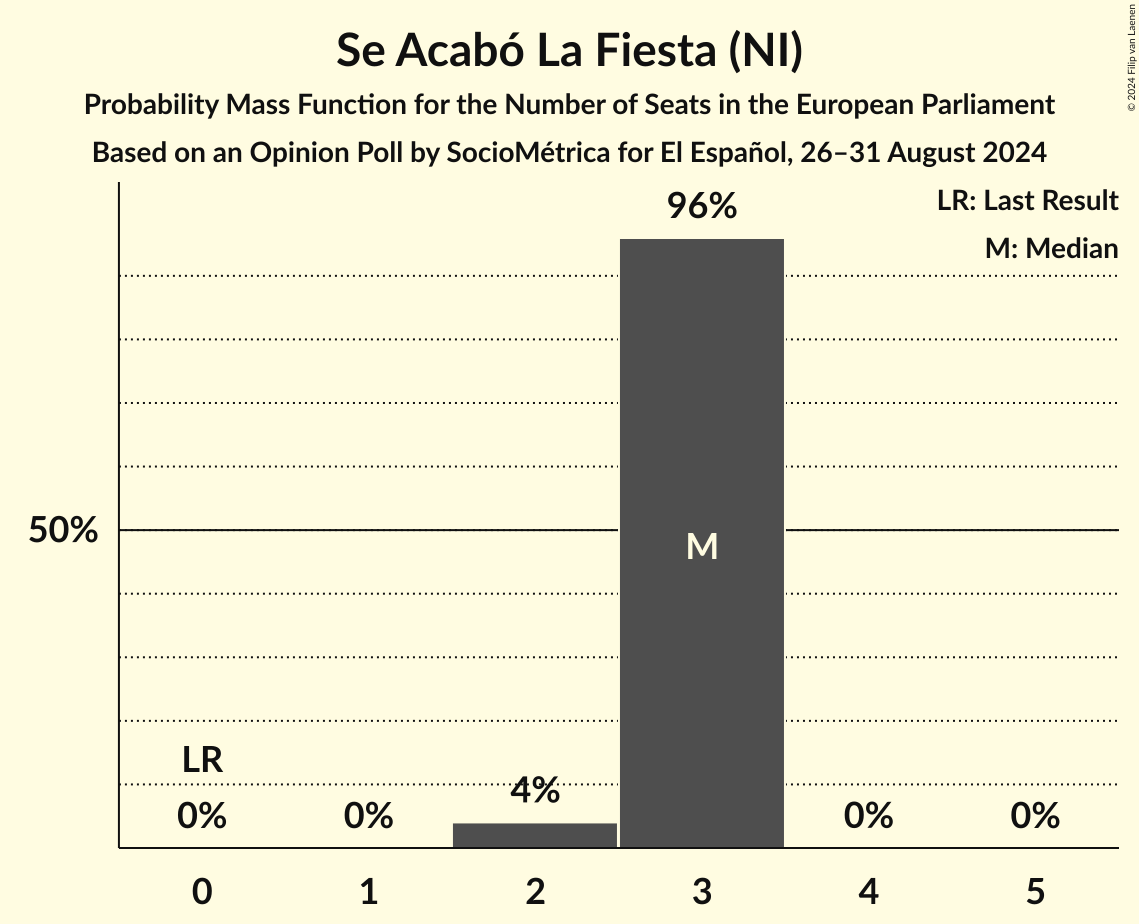 Se Acabó La Fiesta (NI)
Probability Mass Function for the Number of Seats in the European Parliament
Based on an Opinion Poll by SocioMétrica for El Español, 26–31 August 2024
© 2024 Filip van Laenen
LR: Last Result
M: Median
96%
50%
M
LR
0%
0%
4%
0%
0%
0
1
2
3
4
5